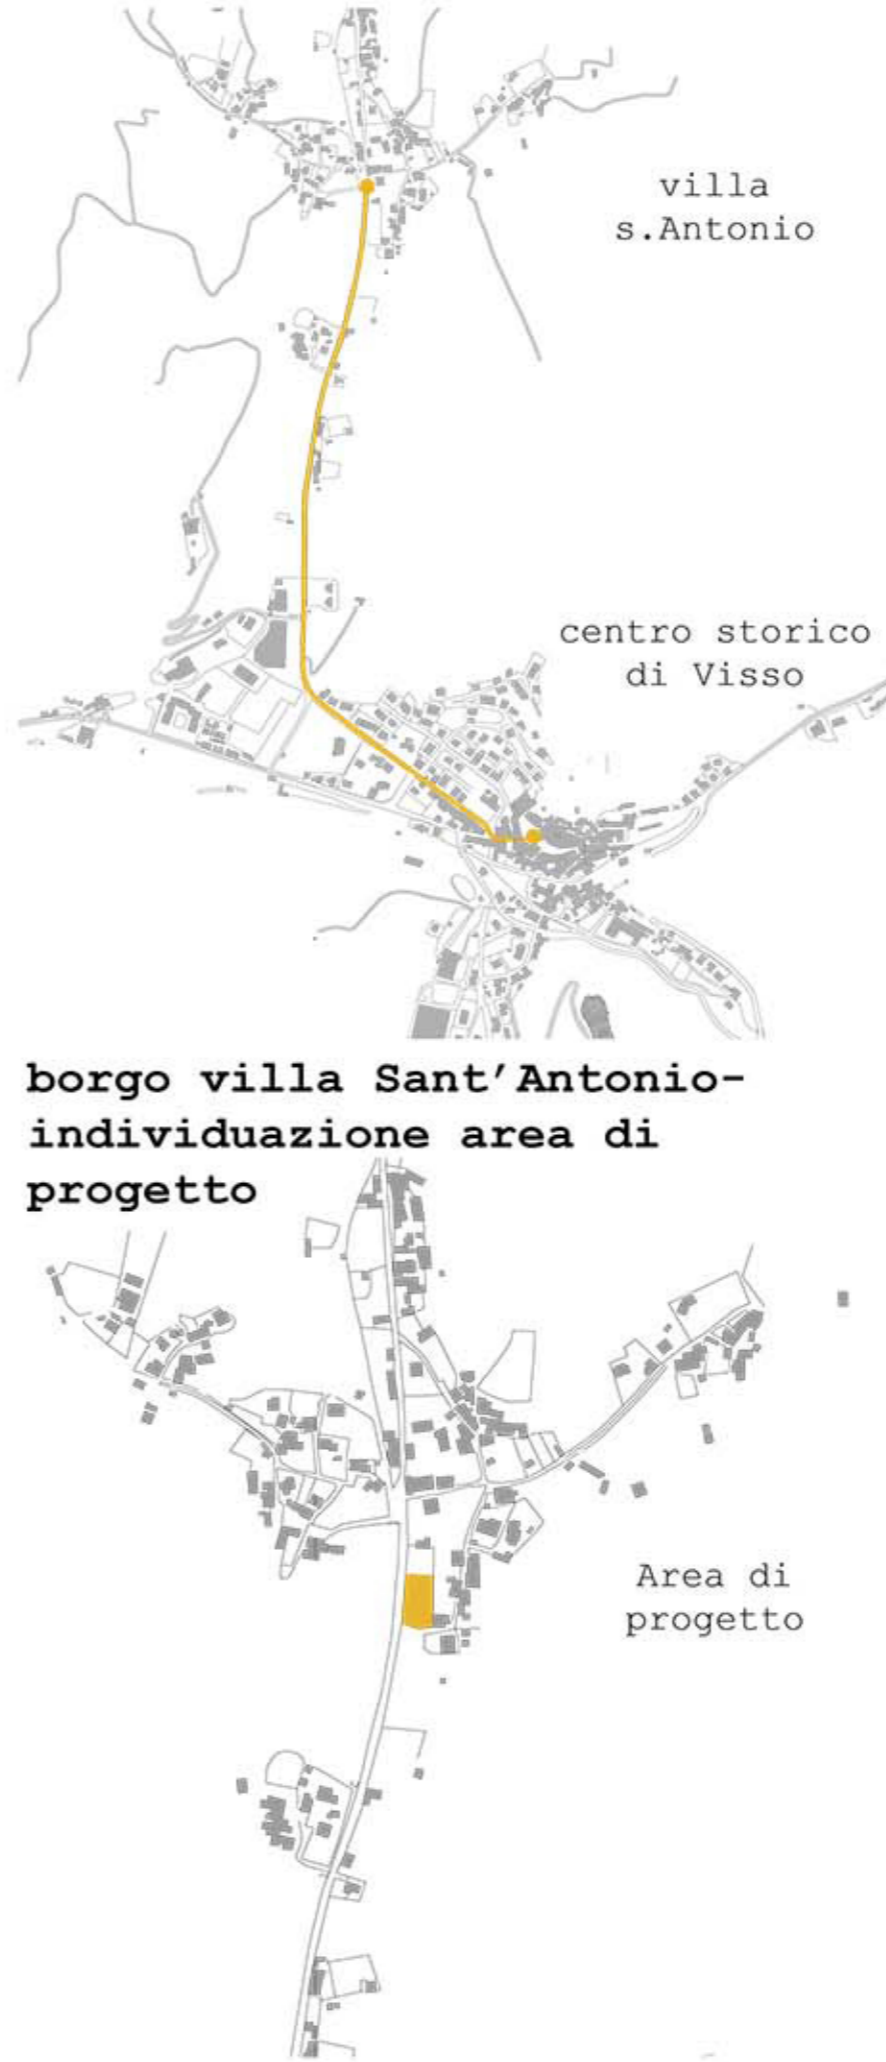 villa
s.Antonio
centro storico
di Visso
borgo villa Sant'Antonio-
individuazione area di
progetto
Area di
progetto